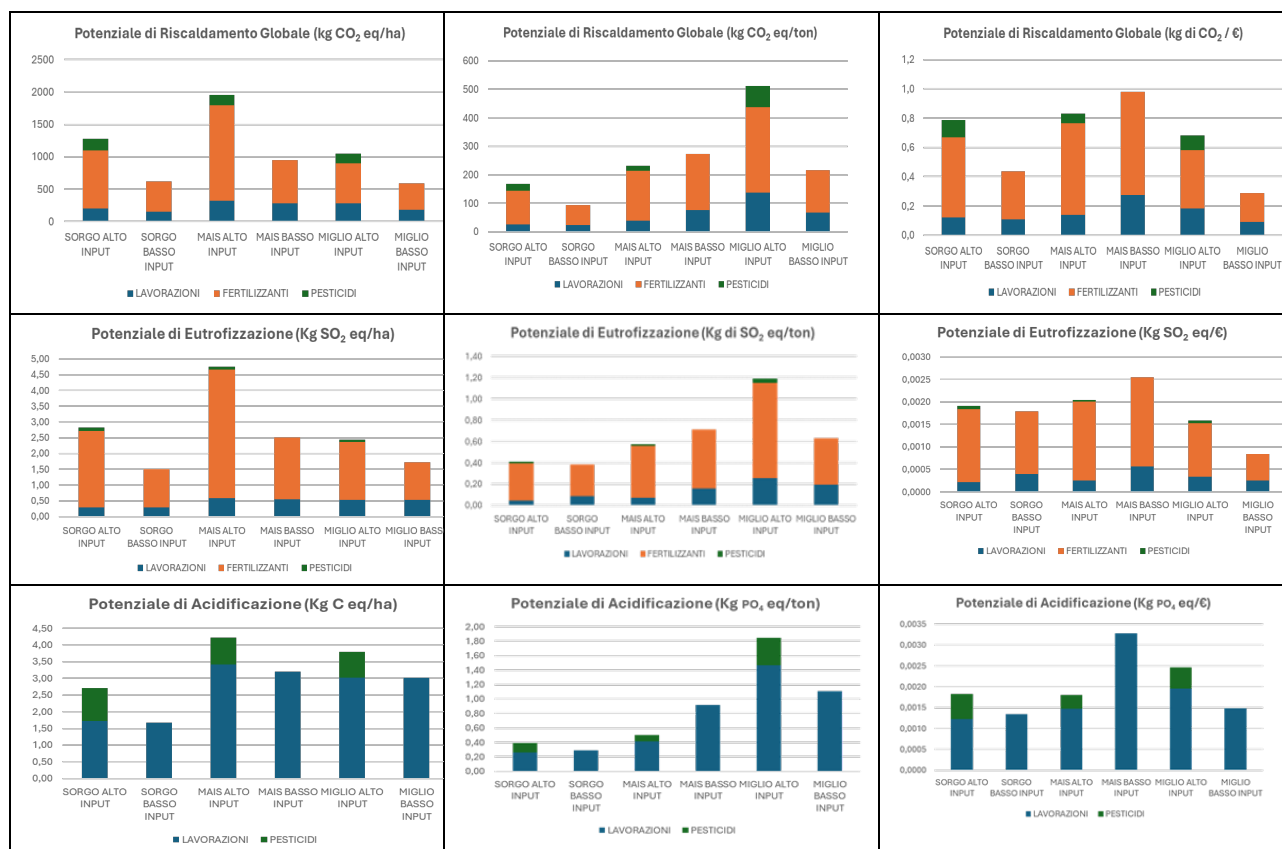 Potenziale di Riscaldamento Globale (kg CO₂ eq/ha)
2500
2000
1500
1000
500
0
SORGO ALTO INPUT
SORGO BASSO INPUT
MAIS ALTO INPUT
MAIS BASSO INPUT
MIGLIO ALTO INPUT
MIGLIO BASSO INPUT
LAVORAZIONI FERTILIZZANTI PESTICIDI
Potenziale di Riscaldamento Globale (kg CO₂ eq/ton)
600
500
400
300
200
100
0
SORGO ALTO INPUT
SORGO BASSO INPUT
MAIS ALTO INPUT
MAIS BASSO INPUT
MIGLIO ALTO INPUT
MIGLIO BASSO INPUT
LAVORAZIONI FERTILIZZANTI PESTICIDI
Potenziale di Riscaldamento Globale (kg di CO₂ / €)
1,2
1,0
0,8
0,6
0,4
0,2
0,0
SORGO ALTO INPUT
SORGO BASSO INPUT
MAIS ALTO INPUT
MAIS BASSO INPUT
MIGLIO ALTO INPUT
MIGLIO BASSO INPUT
LAVORAZIONI FERTILIZZANTI PESTICIDI
Potenziale di Eutrofizzazione (Kg SO₂ eq/ha)
5,00
4,50
4,00
3,50
3,00
2,50
2,00
1,50
1,00
0,50
0,00
SORGO ALTO INPUT
SORGO BASSO INPUT
MAIS ALTO INPUT
MAIS BASSO INPUT
MIGLIO ALTO INPUT
MIGLIO BASS INPUT
LAVORAZIONI FERTILIZZANTI PESTICIDI
Potenziale di Eutrofizzazione (Kg di SO₂ eq/ton)
1,40
1,20
1,00
0,80
0,60
0,40
0,20
0,00
SORGO ALTO INPUT
SORGO BASSO INPUT
MAIS ALTO INPUT
MAIS BASSO INPUT
MIGLIO ALTO INPUT
MIGLIO BASSO INPUT
LAVORAZIONI FERTILIZZANTI PESTICIDI
Potenziale di Eutrofizzazione (Kg SO₂ eq/€)
0,0030
0,0025
0,0020
0,0015
0,0010
0,0005
0,0000
SORGO ALTO INPUT
SORGO BASSO INPUT
MAIS ALTO INPUT
MAIS BASSO INPUT
MIGLIO ALTO INPUT
MIGLIO BASSO INPUT
LAVORAZIONI FERTILIZZANTI PESTICIDI
Potenziale di Acidificazione (Kg C eq/ha)
4,50
4,00
3,50
3,00
2,50
2,00
1,50
1,00
0,50
0,00
SORGO ALTO INPUT
SORGO BASSO INPUT
MAIS ALTO INPUT
MAIS BASSO INPUT
MIGLIO ALTO INPUT
MIGLIO BASSO INPUT
LAVORAZIONI PESTICIDI
Potenziale di Acidificazione (Kg PO₄ eq/ton)
2,00
1,80
1,60
1,40
1,20
1,00
0,80
0,60
0,40
0,20
0,00
SORGO ALTO INPUT
SORGO BASSO INPUT
MAIS ALTO INPUT
MAIS BASSO INPUT
MIGLIO ALTO INPUT
MIGLIO BASSO INPUT
LAVORAZIONI PESTICIDI
Potenziale di Acidificazione (Kg PO₄ eq/€)
0,0035
0,0030
0,0025
0,0020
0,0015
0,0010
0,0005
0,0000
SORGO ALTO INPUT
SORGO BASSO INPUT
MAIS ALTO INPUT
MAIS BASSO INPUT
MIGLIO ALTO INPUT
MIGLIO BASSO INPUT
LAVORAZIONI PESTICIDI